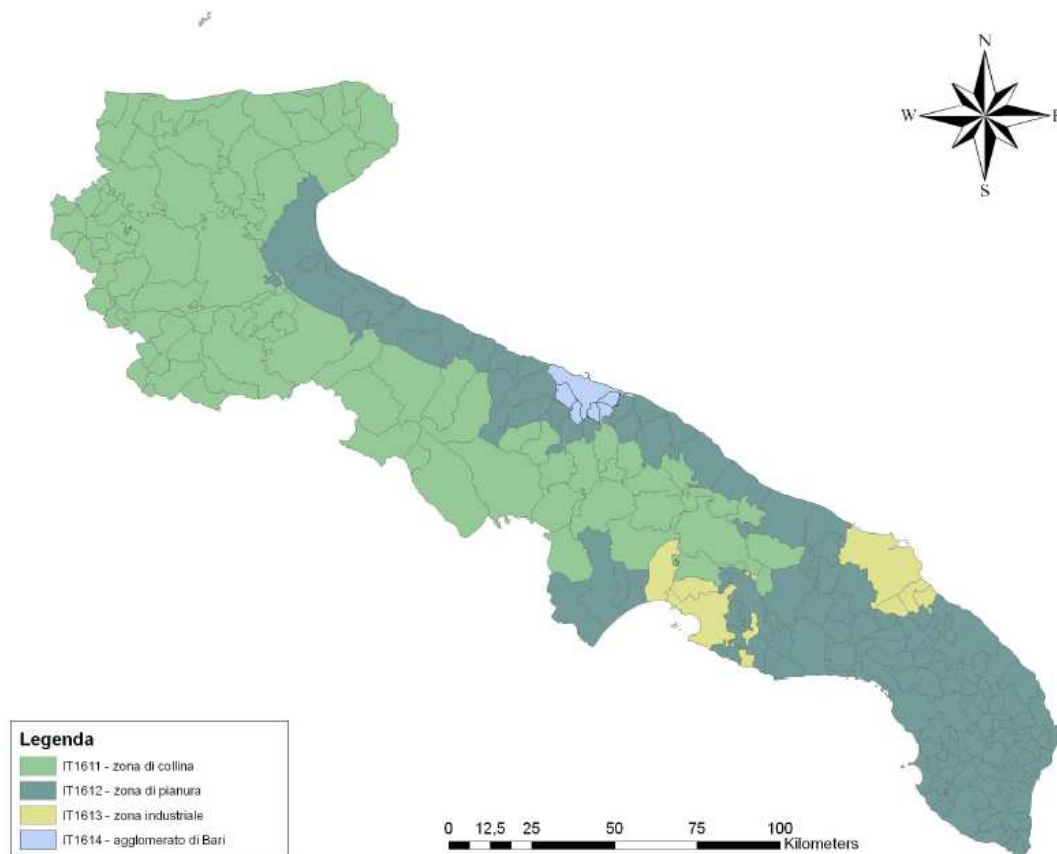 N
W E
S
Legenda
IT1611 - zona di collina
IT1612 - zona di pianura
IT1613 - zona industriale
IT1614 - agglomerato di Bari
0 12,5 25 50 75 100
Kilometers